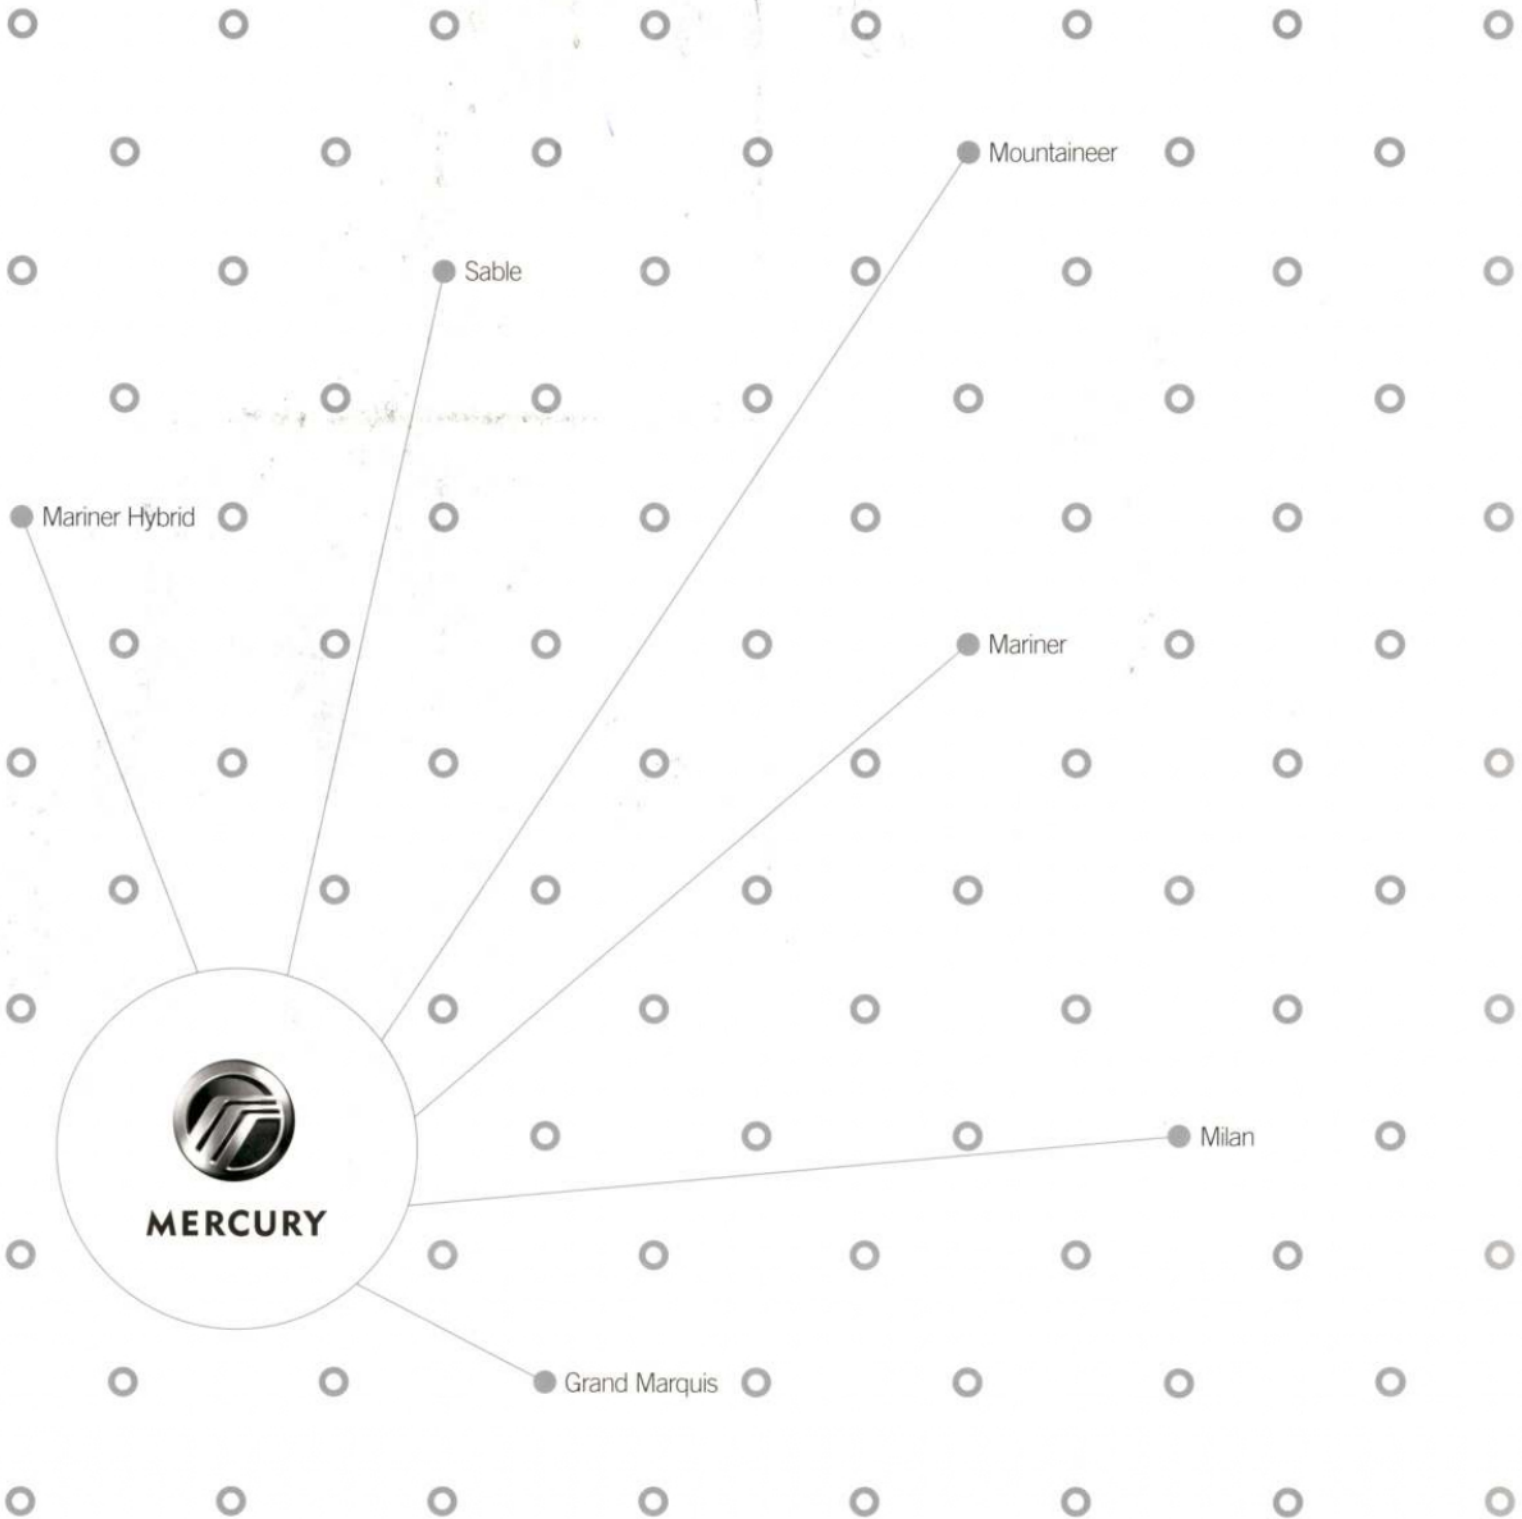 Mountaineer
Sable
Mariner Hybrid
Mariner
Milan
MERCURY
Grand Marquis